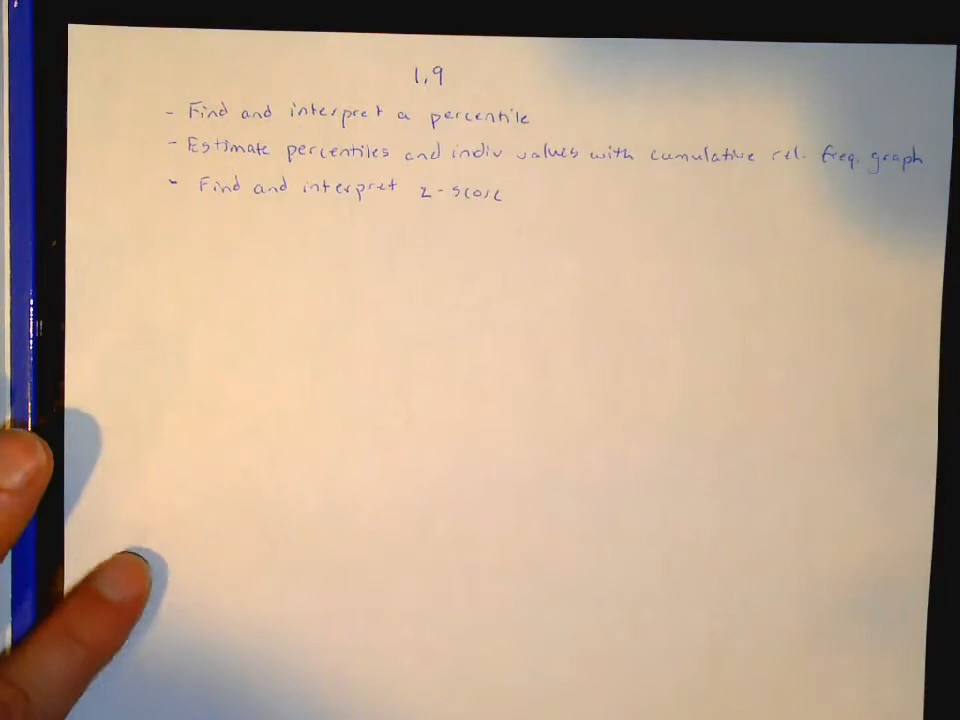 1.9
- Find and interpret a percentile
- Estimate percentiles and indiv values with cumulative rel. freq. graph
- Find and interpret z-score